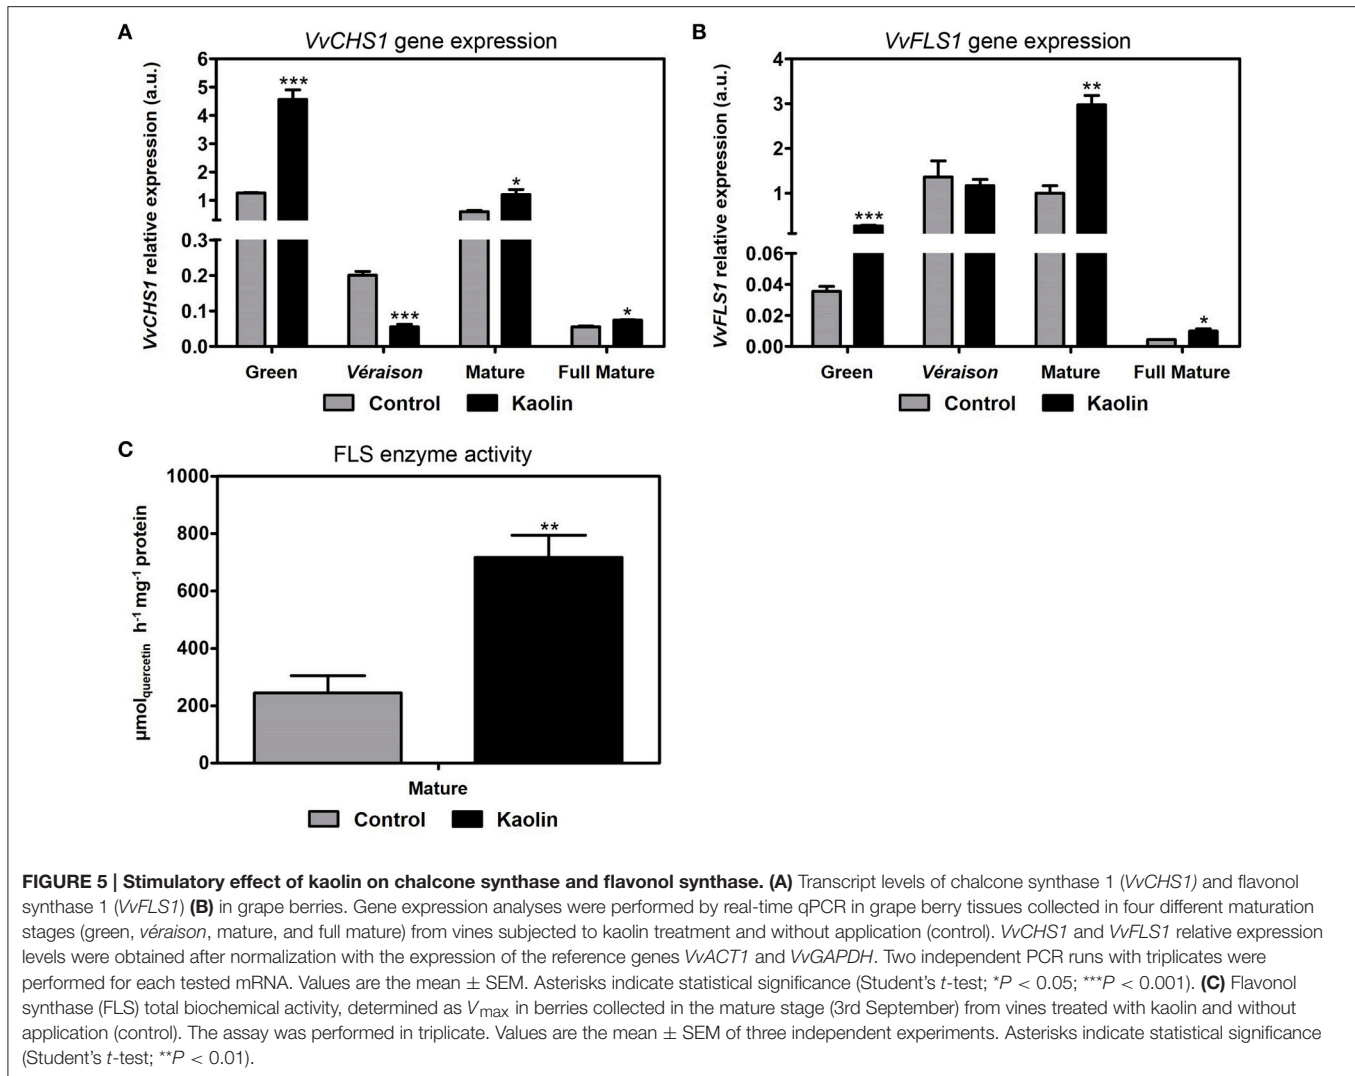 A
VvCHS1 gene expression
VvCHS1 relative expression (a.u.)
6
5
4
3
2
1
0.3
0.2
0.1
0.0
***
***
*
*
Green Véraison Mature Full Mature
Control Kaolin
B
VvFLS1 gene expression
VvFLS1 relative expression (a.u.)
4
3
2
1
0.06
0.04
0.02
0.00
***
**
*
Green Véraison Mature Full Mature
Control Kaolin
C
FLS enzyme activity
µmolquercetin h-1 mg-1 protein
1000
800
600
400
200
0
**
Mature
Control Kaolin
FIGURE 5 | Stimulatory effect of kaolin on chalcone synthase and flavonol synthase. (A) Transcript levels of chalcone synthase 1 (VvCHS1) and flavonol
synthase 1 (VvFLS1) (B) in grape berries. Gene expression analyses were performed by real-time qPCR in grape berry tissues collected in four different maturation
stages (green, véraison, mature, and full mature) from vines subjected to kaolin treatment and without application (control). VvCHS1 and VvFLS1 relative expression
levels were obtained after normalization with the expression of the reference genes VvACT1 and VvGAPDH. Two independent PCR runs with triplicates were
performed for each tested mRNA. Values are the mean ± SEM. Asterisks indicate statistical significance (Student's t-test; *P < 0.05; ***P < 0.001). (C) Flavonol
synthase (FLS) total biochemical activity, determined as Vmax in berries collected in the mature stage (3rd September) from vines treated with kaolin and without
application (control). The assay was performed in triplicate. Values are the mean ± SEM of three independent experiments. Asterisks indicate statistical significance
(Student's t-test; **P < 0.01).